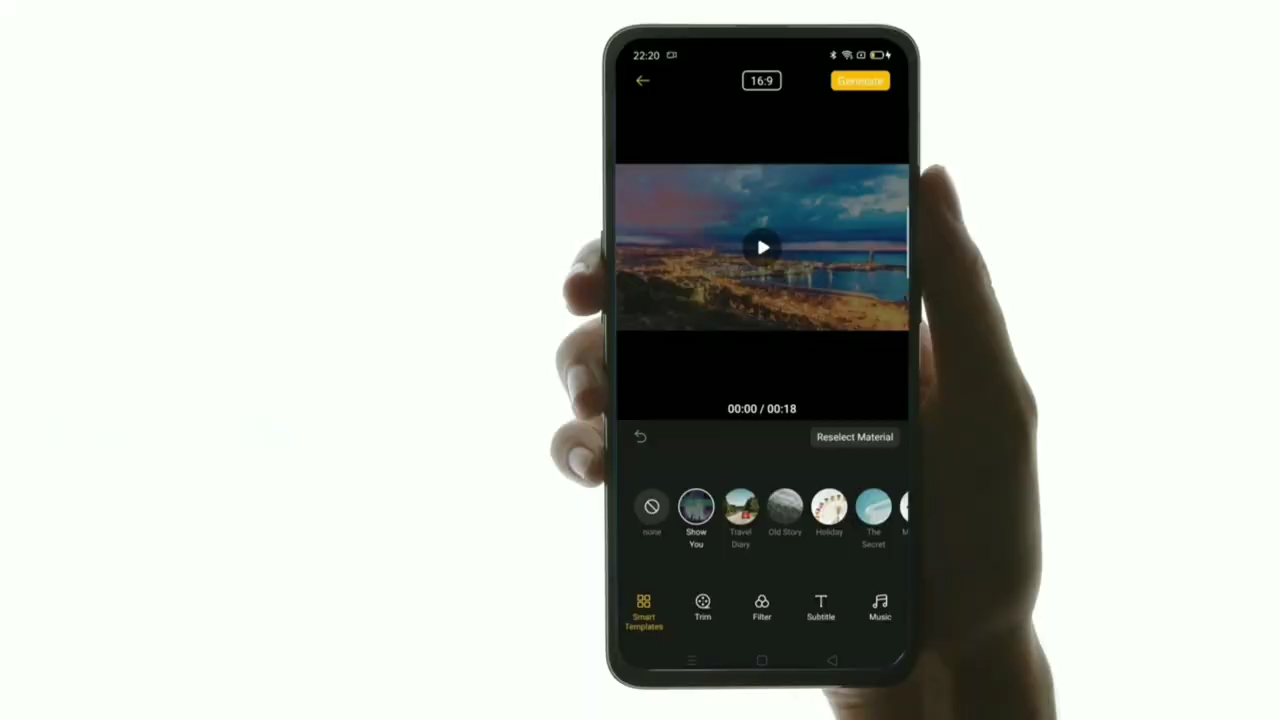 22:20
16:9
Generate
00:00 / 00:18
Reselect Material
none
Show
You
Travel
Diary
Old Story
Holiday
The
Secret
M
Smart
Templates
Trim
Filter
Subtitle
Music